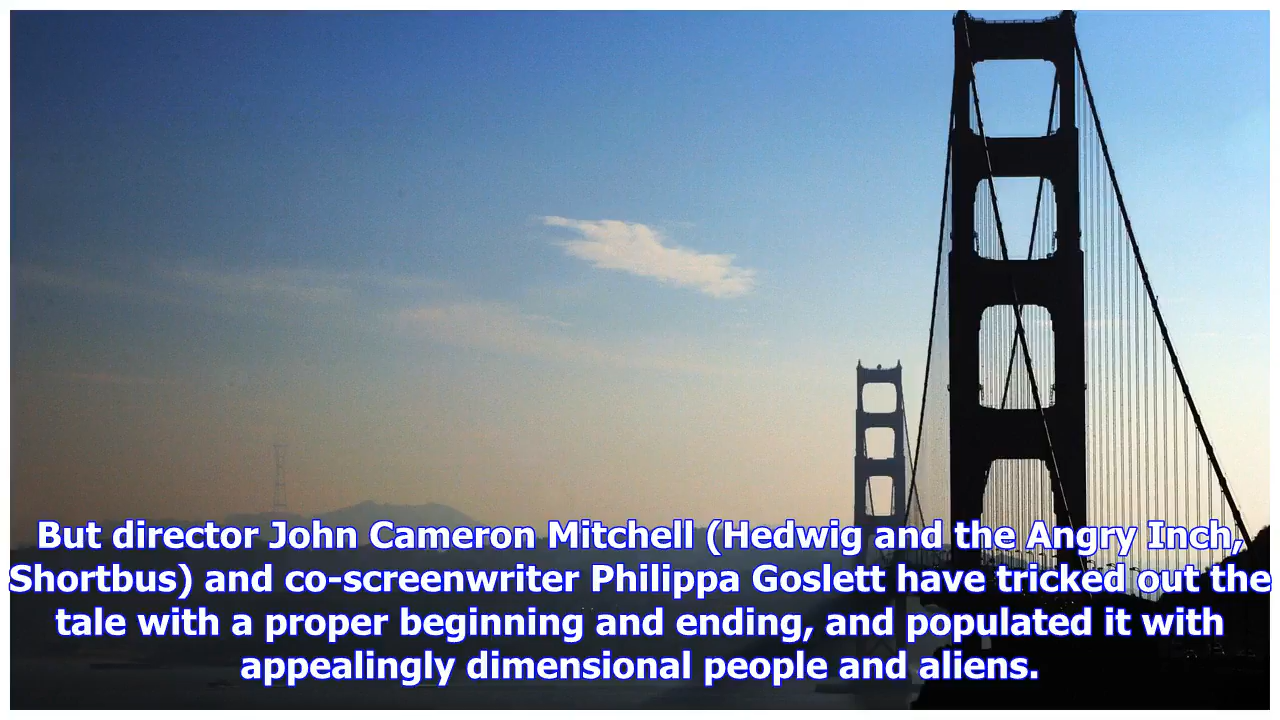 But director John Cameron Mitchell (Hedwig and the Angry Inch,
Shortbus) and co-screenwriter Philippa Goslett have tricked out the
tale with a proper beginning and ending, and populated it with
appealingly dimensional people and aliens.